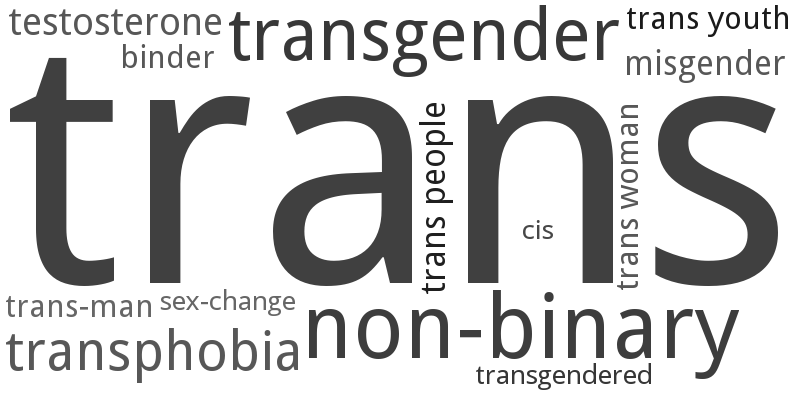 testosterone
transgender
trans youth
binder
misgender
trans
trans people
trans woman
cis
trans-man
sex-change
non-binary
transphobia
transgendered